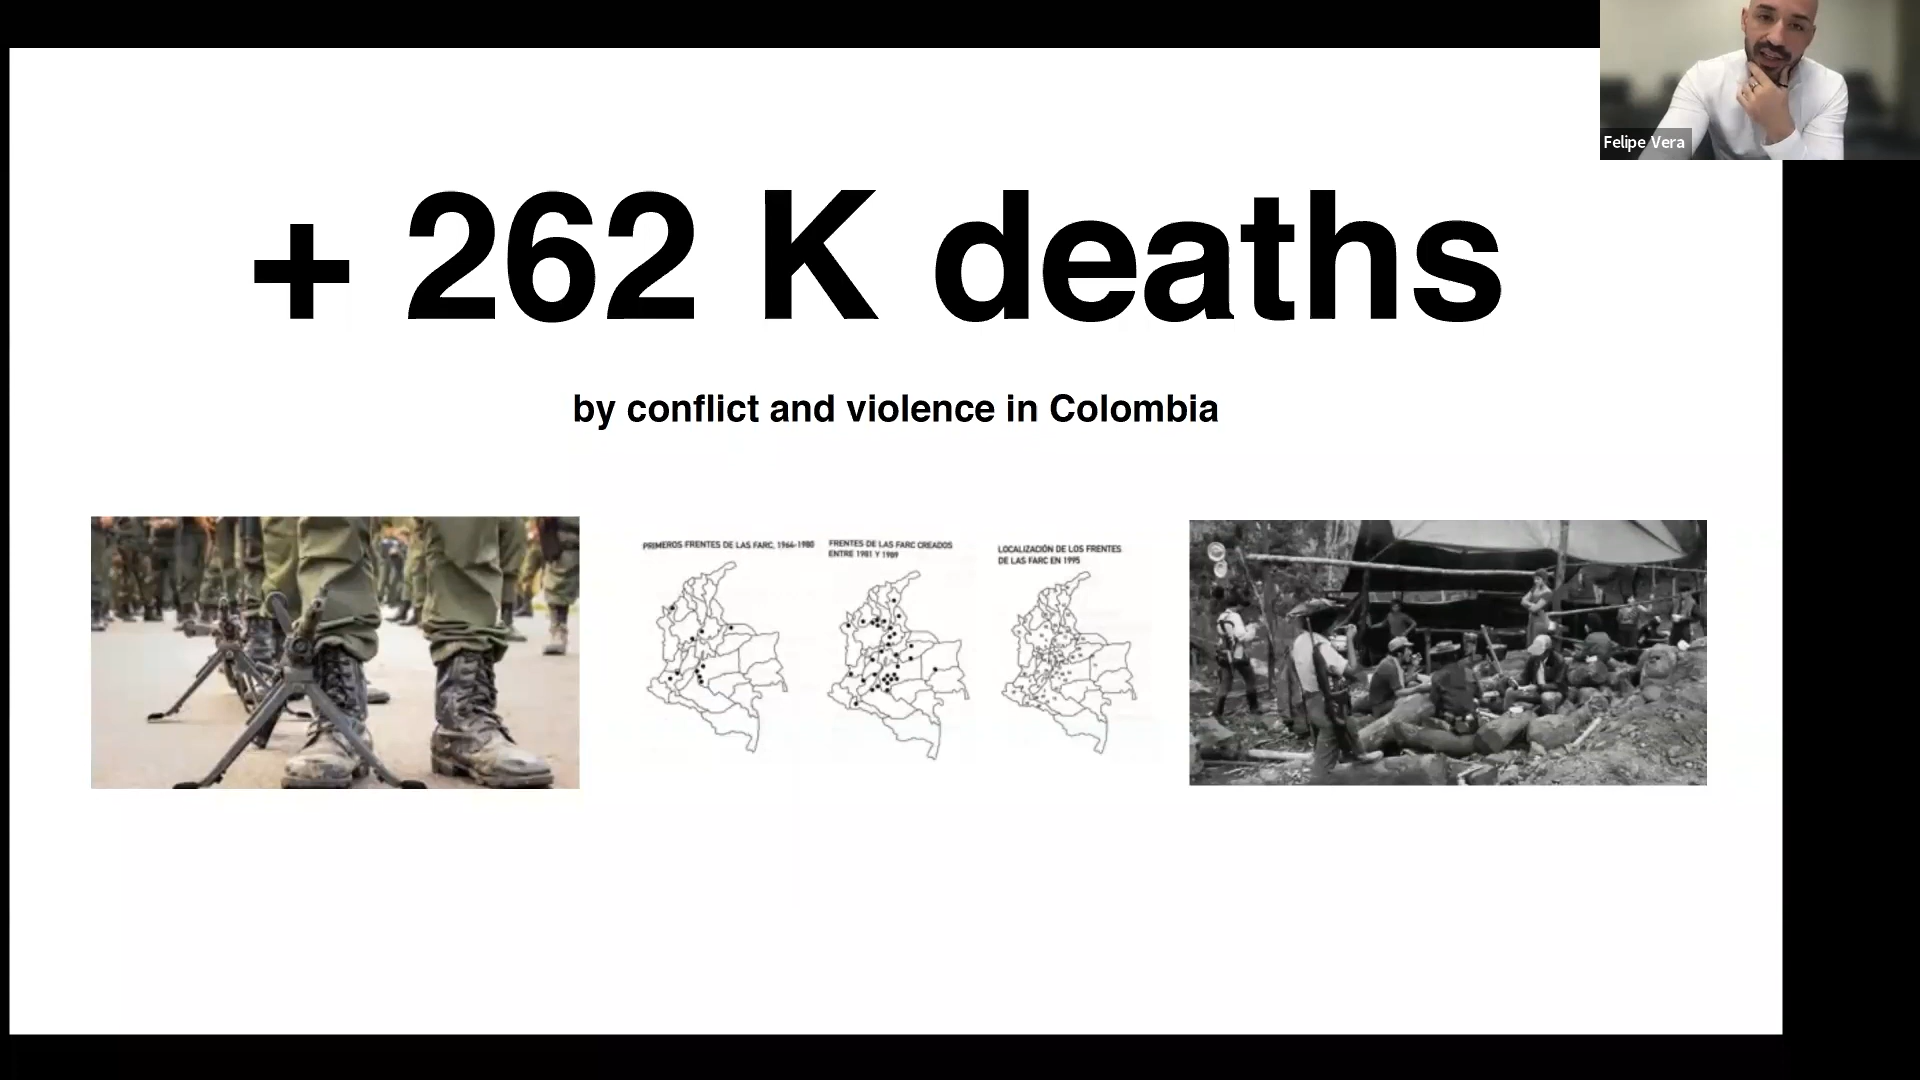 Felipe Vera
+ 262 K deaths
by conflict and violence in Colombia
PRIMEROS FRENTES DE LAS FARC, 1964-1980
FRENTES DE LAS FARC CREADOS
ENTRE 1981 Y 1989
LOCALIZACIÓN DE LOS FRENTES
DE LAS FARC EN 1995